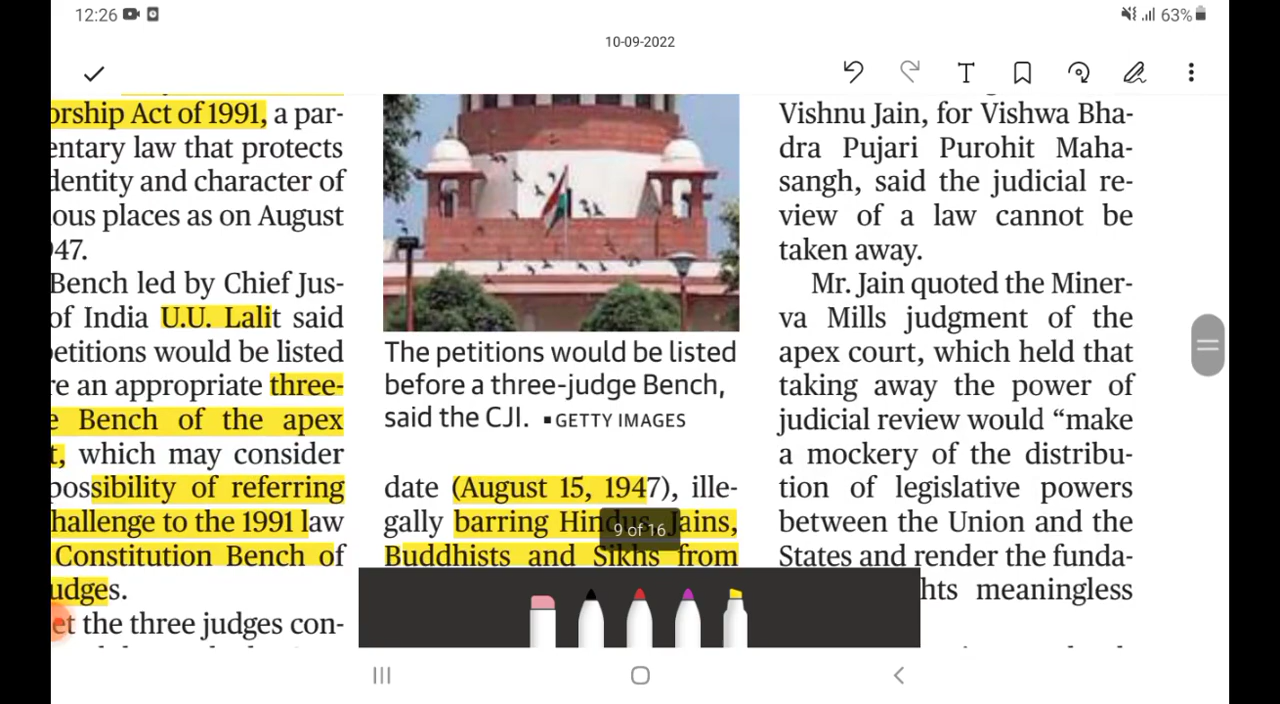 12:26
63%
10-09-2022
orship Act of 1991, a par-
entary law that protects
dentity and character of
ous places as on August
947.
Bench led by Chief Jus-
of India U.U. Lalit said
petitions would be listed
re an appropriate three-
e Bench of the apex
t, which may consider
possibility of referring
hallenge to the 1991 law
Constitution Bench of
udges.
et the three judges con-
The petitions would be listed
before a three-judge Bench,
said the CJI. ▪ GETTY IMAGES
date (August 15, 1947), ille-
gally barring Hindus, Jains,
Buddhists and Sikhs from
9 of 16
Vishnu Jain, for Vishwa Bha-
dra Pujari Purohit Maha-
sangh, said the judicial re-
view of a law cannot be
taken away.
Mr. Jain quoted the Miner-
va Mills judgment of the
apex court, which held that
taking away the power of
judicial review would “make
a mockery of the distribu-
tion of legislative powers
between the Union and the
States and render the funda-
hts meaningless